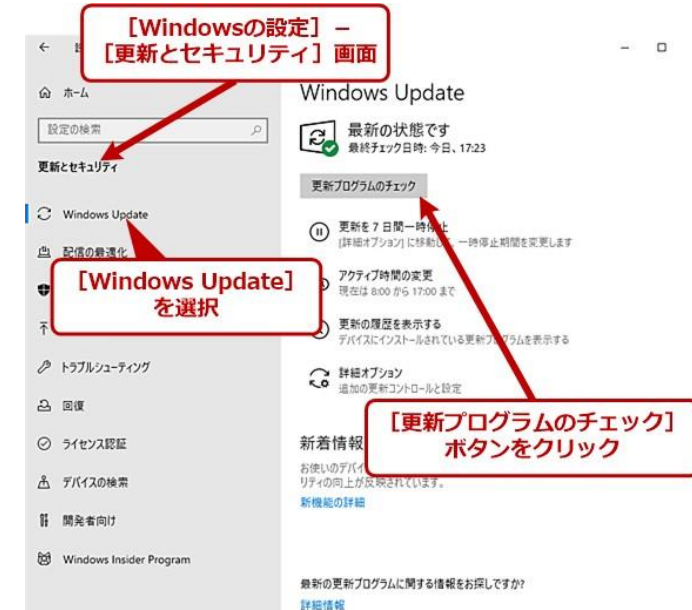 ［Windowsの設定］－
［更新とセキュリティ］画面
ホーム
設定の検索
更新とセキュリティ
Windows Update
配信の最適化
［Windows Update］
を選択
トラブルシューティング
回復
ライセンス認証
デバイスの検索
開発者向け
Windows Insider Program
Windows Update
最新の状態です
最終チェック日時: 今日、17:23
更新プログラムのチェック
更新を 7 日間一時停止
[詳細オプション] に移動して、一時停止期間を変更します
アクティブ時間の変更
現在は 8:00 から 17:00 まで
更新の履歴を表示する
デバイスにインストールされている更新プログラムを表示する
詳細オプション
追加の更新コントロールと設定
［更新プログラムのチェック］
ボタンをクリック
新着情報
お使いのデバイ
リティの向上が反映されています。
新機能の詳細
最新の更新プログラムに関する情報をお探しですか?
詳細情報